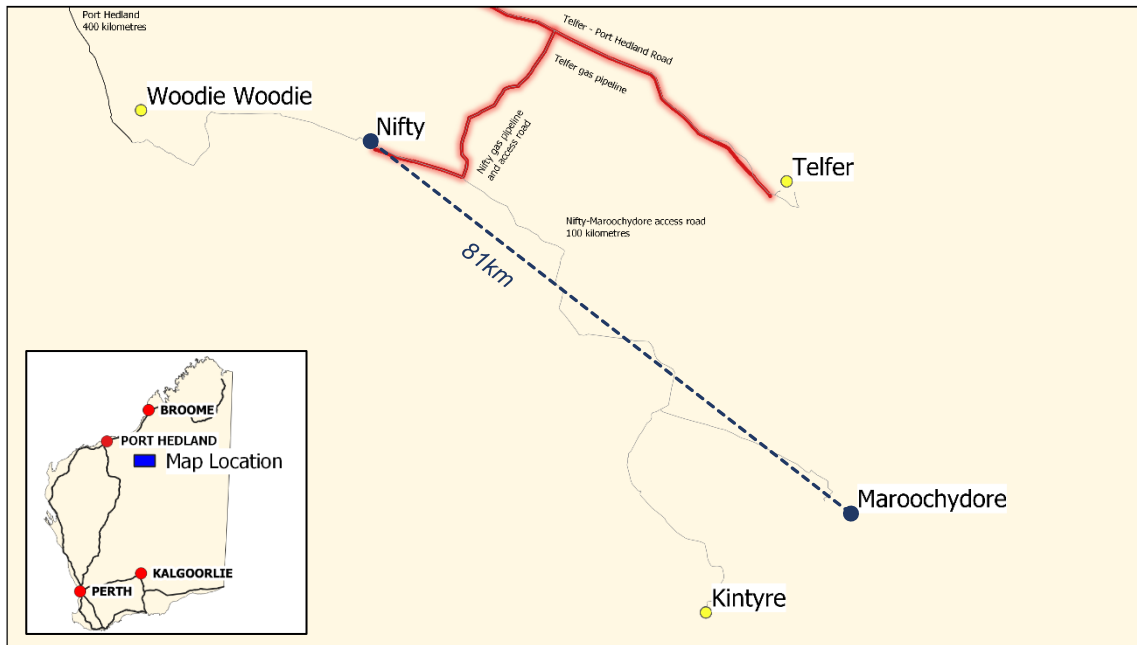 Port Hedland
400 kilometres
Telfer - Port Hedland Road
Telfer gas pipeline
Woodie Woodie
Nifty
Nifty gas pipeline
and access road
Telfer
Nifty-Maroochydore access road
100 kilometres
81km
Maroochydore
Kintyre
BROOME
PORT HEDLAND
Map Location
KALGOORLIE
PERTH